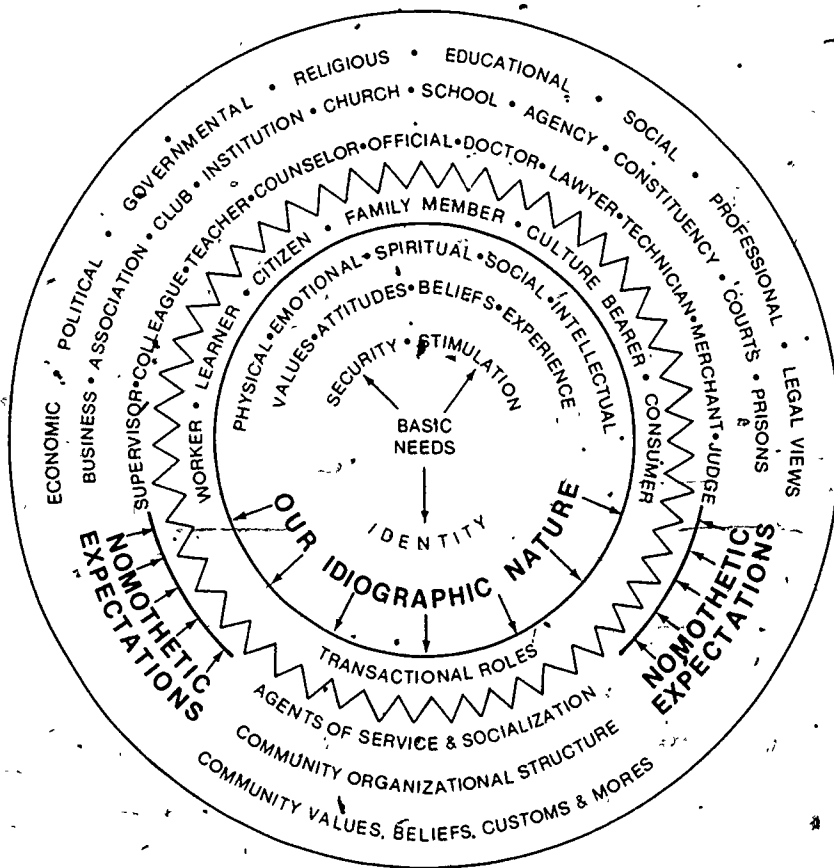 ECONOMIC • POLITICAL • GOVERNMENTAL • RELIGIOUS • EDUCATIONAL • SOCIAL • PROFESSIONAL • LEGAL VIEWS
BUSINESS • ASSOCIATION • CLUB • INSTITUTION • CHURCH • SCHOOL • AGENCY • CONSTITUENCY • COURTS • PRISONS
SUPERVISOR•COLLEAGUE•TEACHER•COUNSELOR•OFFICIAL•DOCTOR•LAWYER•TECHNICIAN•MERCHANT•JUDGE
WORKER • LEARNER • CITIZEN • FAMILY MEMBER • CULTURE BEARER • CONSUMER
PHYSICAL•EMOTIONAL•SPIRITUAL•SOCIAL•INTELLECTUAL
VALUES•ATTITUDES•BELIEFS•EXPERIENCE
SECURITY • STIMULATION
BASIC
NEEDS
IDENTITY
OUR IDIOGRAPHIC NATURE
NOMOTHETIC
EXPECTATIONS
NOMOTHETIC
EXPECTATIONS
TRANSACTIONAL ROLES
AGENTS OF SERVICE & SOCIALIZATION
COMMUNITY ORGANIZATIONAL STRUCTURE
COMMUNITY VALUES, BELIEFS, CUSTOMS & MORES